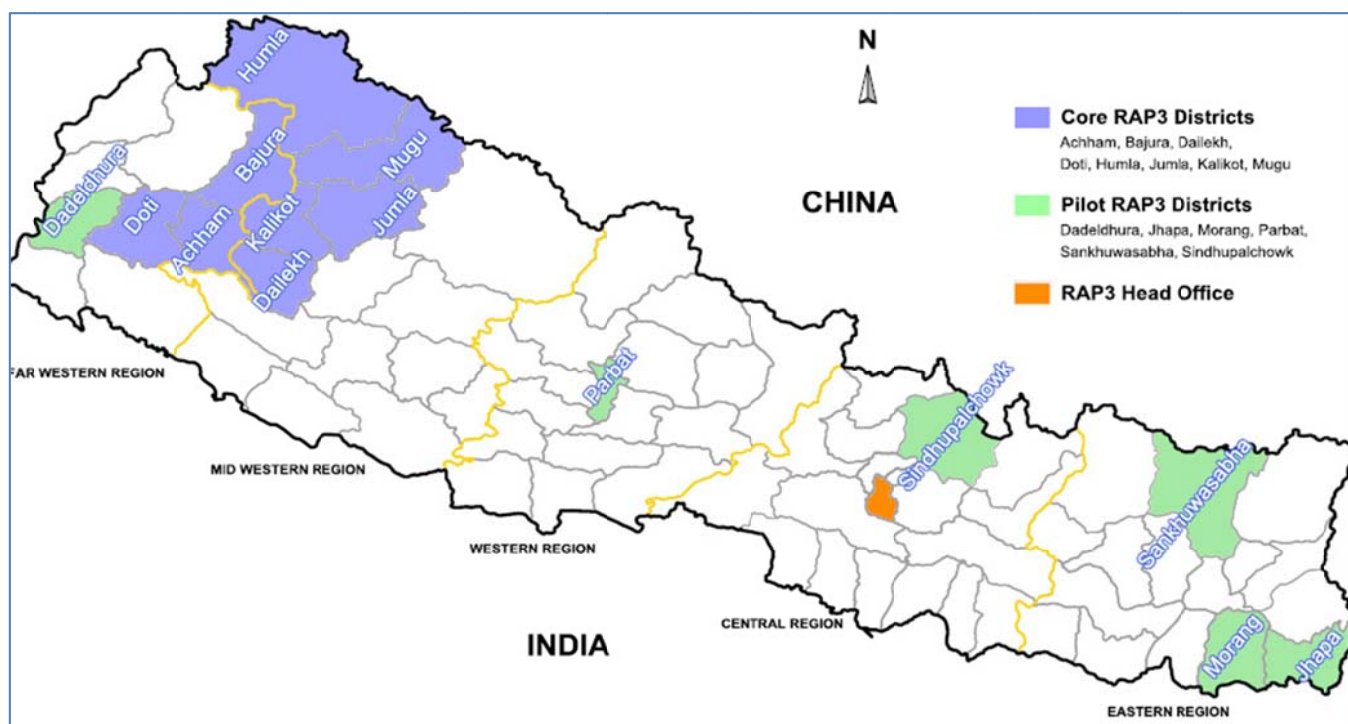 Humla
N
Core RAP3 Districts
Achham, Bajura, Dailekh,
Doti, Humla, Jumla, Kalikot, Mugu
Bajura
Mugu
Dadeldhura
CHINA
Pilot RAP3 Districts
Dadeldhura, Jhapa, Morang, Parbat,
Sankhuwasabha, Sindhupalchowk
Doti
Achham
Kalikot
Jumla
Dailekh
RAP3 Head Office
FAR WESTERN REGION
Parbat
Sindhupalchowk
MID WESTERN REGION
Sankhuwasabha
WESTERN REGION
CENTRAL REGION
INDIA
Morang
Jhapa
EASTERN REGION